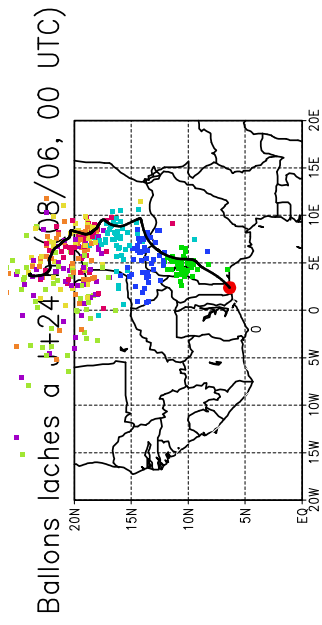 Ballons laches a J+24 (08/06, 00 UTC)
20N
15N
10N
5N
EQ
20W 15W 10W 5W 0 5E 10E 15E 20E
0